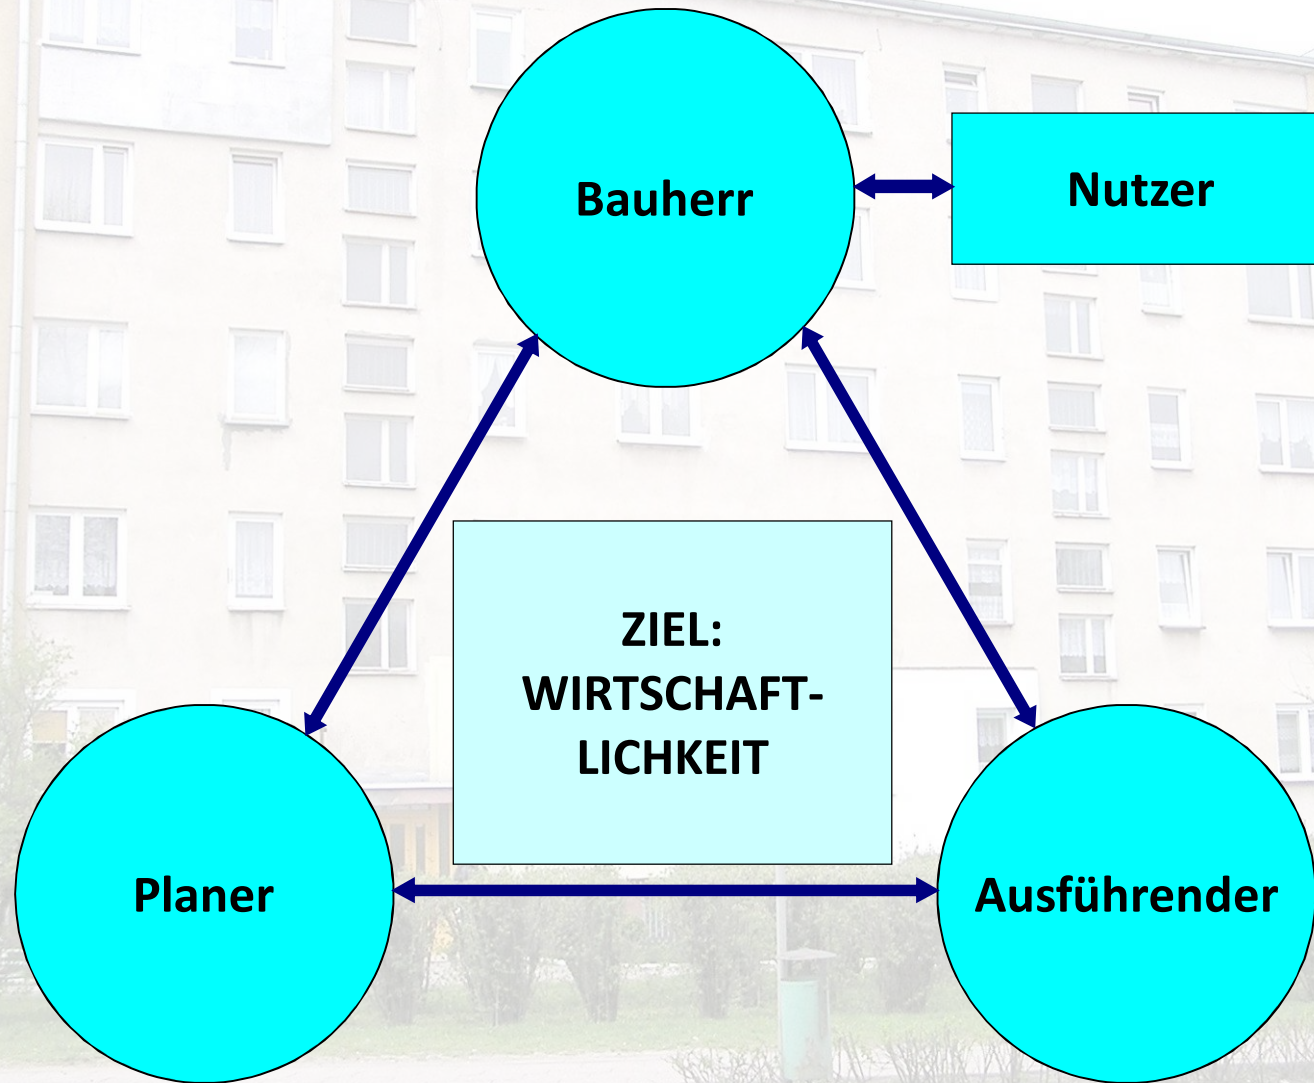 Bauherr
Nutzer
ZIEL:
WIRTSCHAFT-
LICHKEIT
Planer
Ausführender